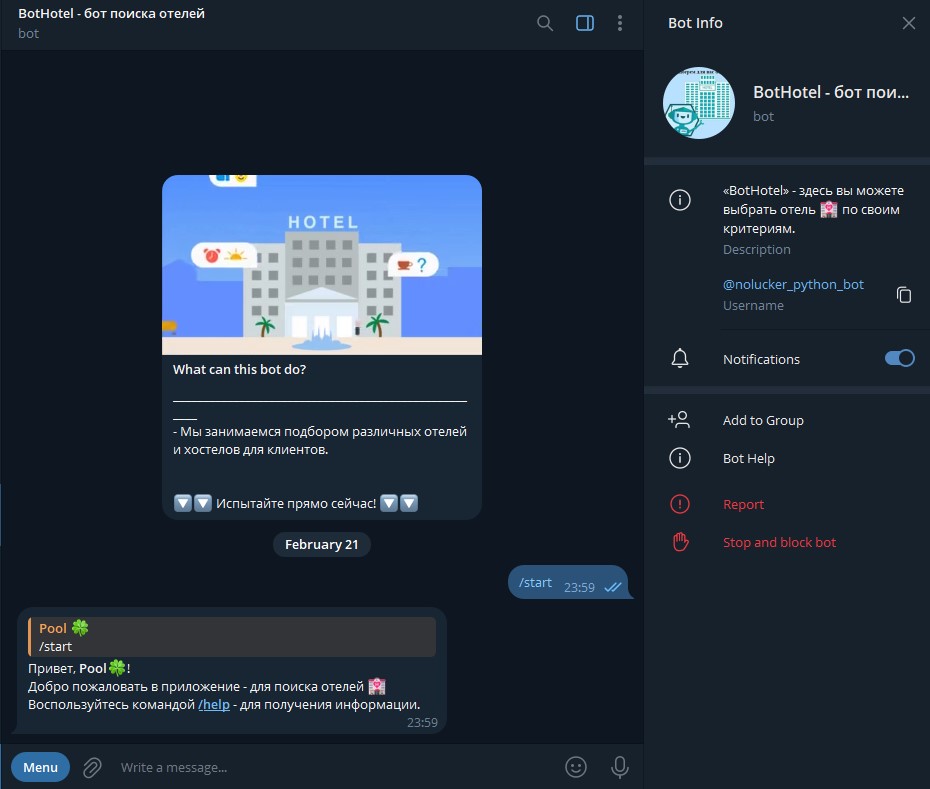 BotHotel - бот поиска отелей
bot
HOTEL
?
What can this bot do?
- Мы занимаемся подбором различных отелей
и хостелов для клиентов.
🔽🔽 Испытайте прямо сейчас! 🔽🔽
February 21
/start 23:59
Pool 🍀
/start
Привет, Pool🍀!
Добро пожаловать в приложение - для поиска отелей 🏩
Воспользуйтесь командой /help - для получения информации.
23:59
Menu
Write a message...
Bot Info
BotHotel - бот пои...
bot
«BotHotel» - здесь вы можете
выбрать отель 🏩 по своим
критериям.
Description
@nolucker_python_bot
Username
Notifications
Add to Group
Bot Help
Report
Stop and block bot